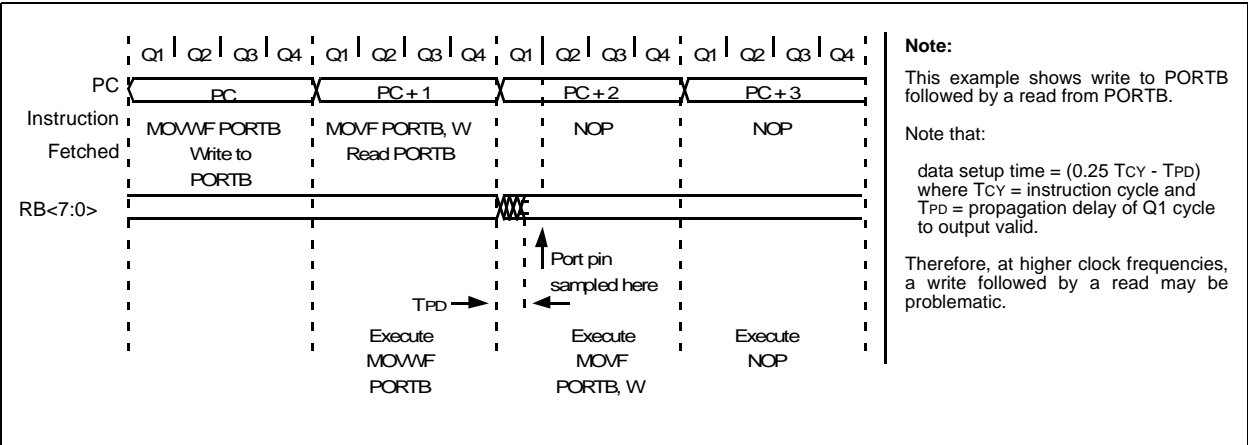 Q1 Q2 Q3 Q4 Q1 Q2 Q3 Q4 Q1 Q2 Q3 Q4 Q1 Q2 Q3 Q4
PC PC PC + 1 PC + 2 PC + 3
Instruction
Fetched
MOVWF PORTB
Write to
PORTB
MOVF PORTB, W
Read PORTB
NOP
NOP
RB<7:0>
Port pin
sampled here
TPD
Execute
MOVWF
PORTB
Execute
MOVF
PORTB, W
Execute
NOP
Note:
This example shows write to PORTB
followed by a read from PORTB.
Note that:
data setup time = (0.25 TCY - TPD)
where TCY = instruction cycle and
TPD = propagation delay of Q1 cycle
to output valid.
Therefore, at higher clock frequencies,
a write followed by a read may be
problematic.